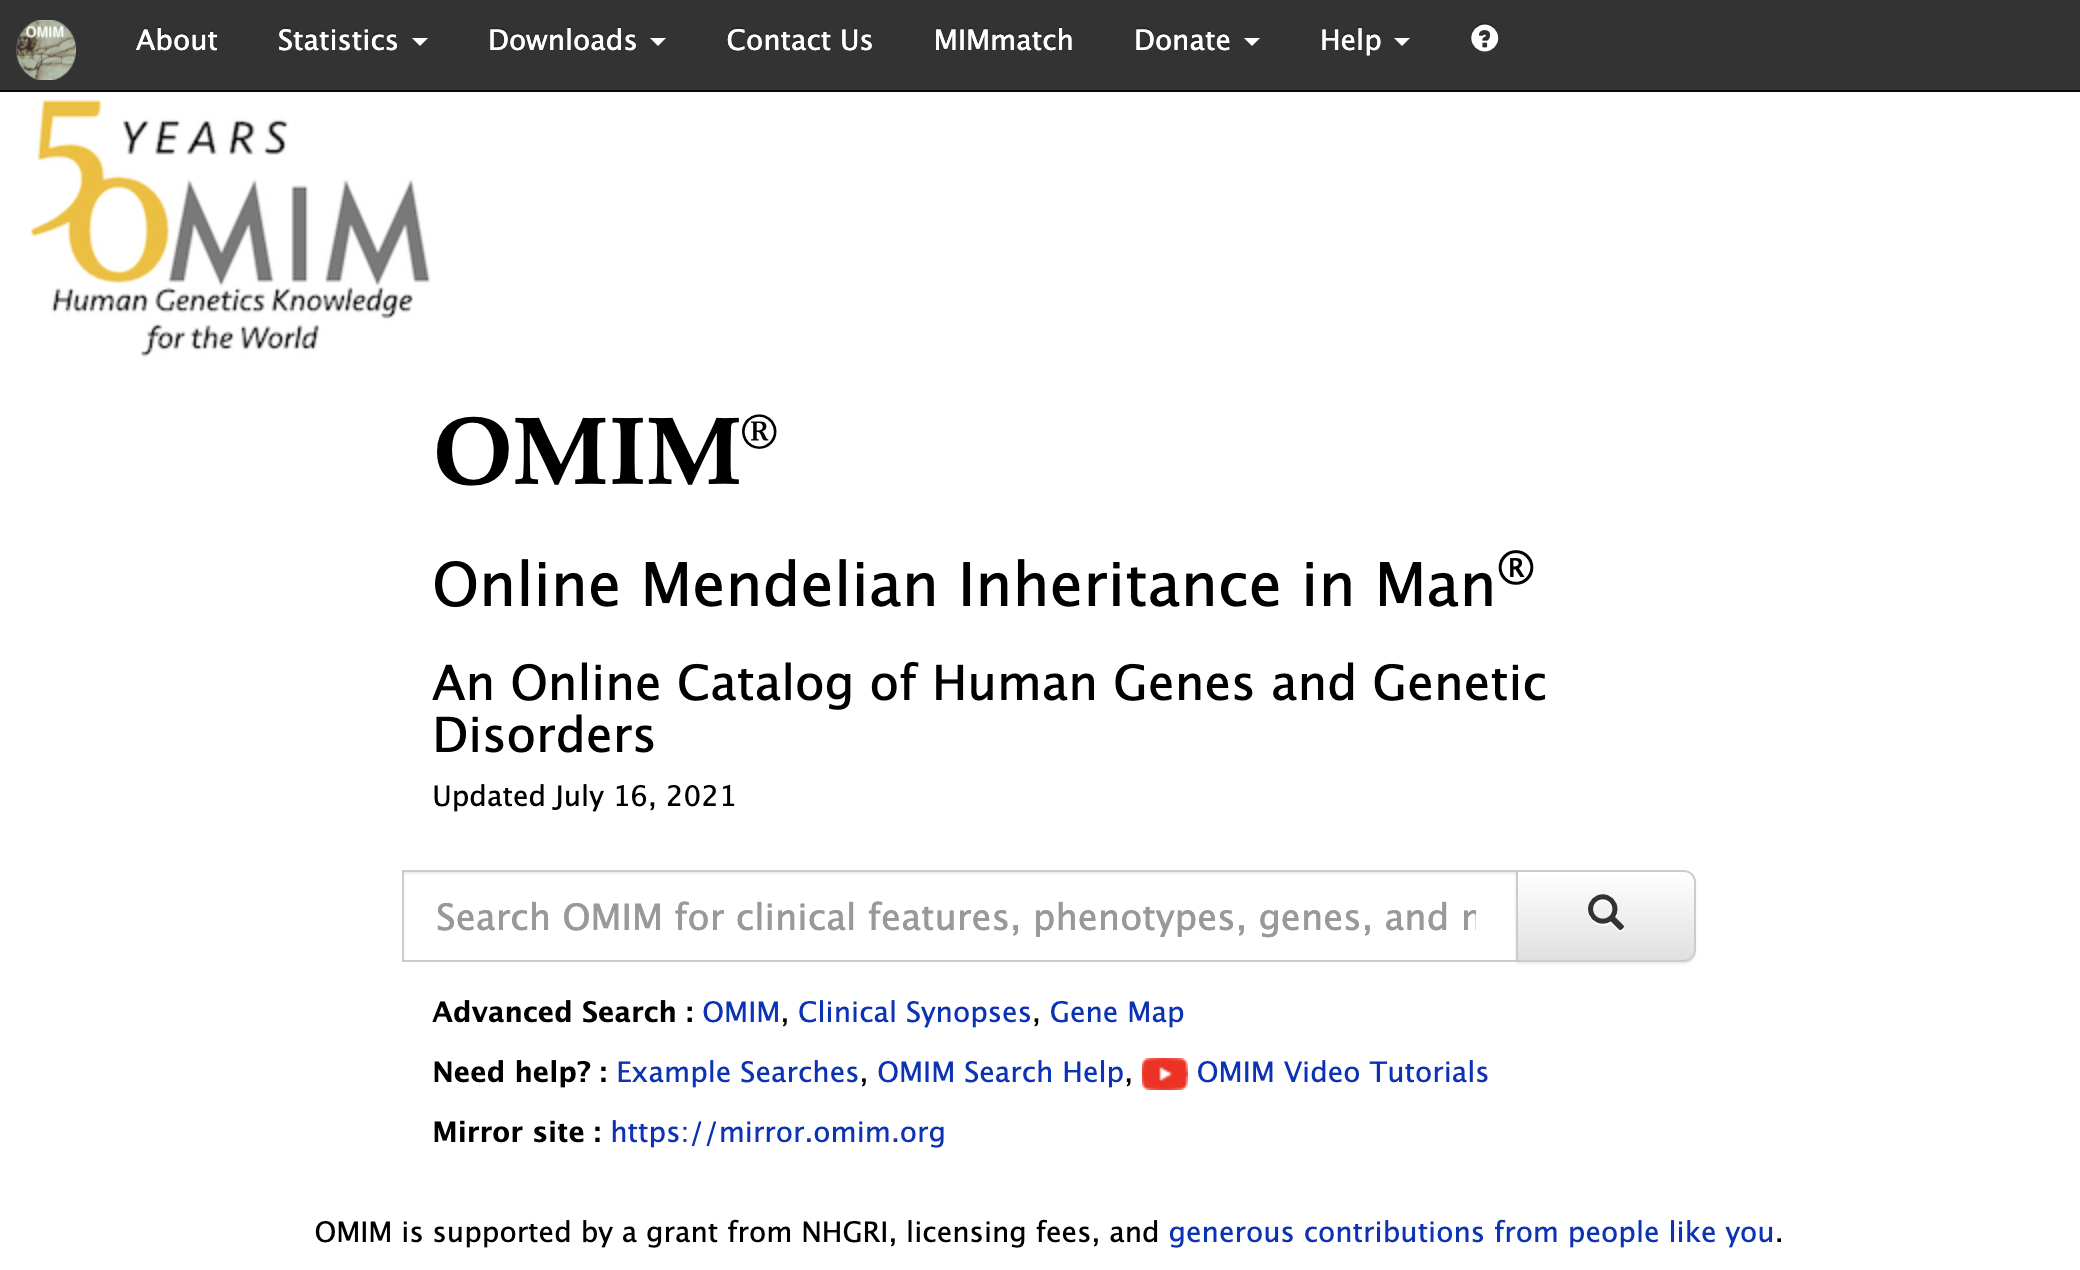 OMIM
About Statistics Downloads Contact Us MIMmatch Donate Help ?
50 YEARS
OMIM
Human Genetics Knowledge
for the World
OMIM®
Online Mendelian Inheritance in Man®
An Online Catalog of Human Genes and Genetic
Disorders
Updated July 16, 2021
Search OMIM for clinical features, phenotypes, genes, and
Advanced Search : OMIM, Clinical Synopses, Gene Map
Need help? : Example Searches, OMIM Search Help, OMIM Video Tutorials
Mirror site : https://mirror.omim.org
OMIM is supported by a grant from NHGRI, licensing fees, and generous contributions from people like you.